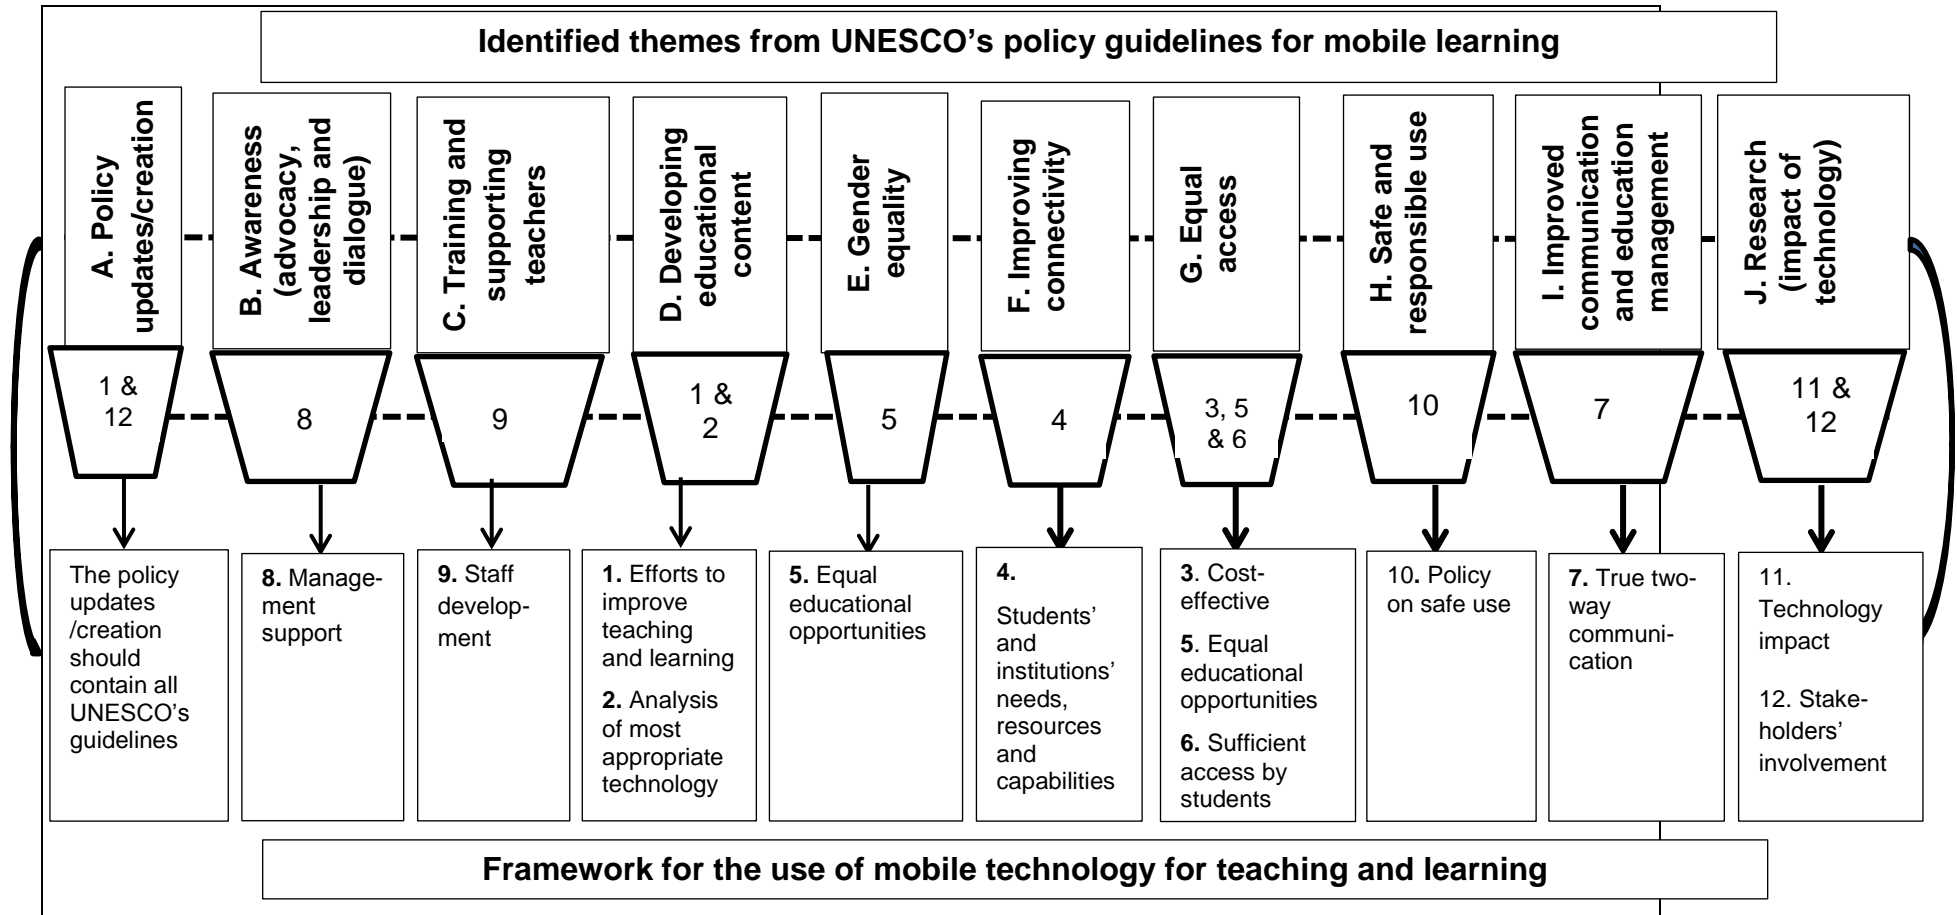 Identified themes from UNESCO’s policy guidelines for mobile learning
A. Policy
updates/creation
B. Awareness
(advocacy,
leadership and
dialogue)
C. Training and
supporting
teachers
D. Developing
educational
content
E. Gender
equality
F. Improving
connectivity
G. Equal
access
H. Safe and
responsible use
I. Improved
communication
and education
management
J. Research
(impact of
technology)
1 &
12
8
9
1 &
2
5
4
3, 5
& 6
10
7
11 &
12
The policy
updates
/creation
should
contain all
UNESCO’s
guidelines
8. Manage-
ment
support
9. Staff
develop-
ment
1. Efforts to
improve
teaching
and learning
2. Analysis
of most
appropriate
technology
5. Equal
educational
opportunities
4.
Students’
and
institutions’
needs,
resources
and
capabilities
3. Cost-
effective
5. Equal
educational
opportunities
6. Sufficient
access by
students
10. Policy
on safe use
7. True two-
way
communi-
cation
11.
Technology
impact
12. Stake-
holders’
involvement
Framework for the use of mobile technology for teaching and learning